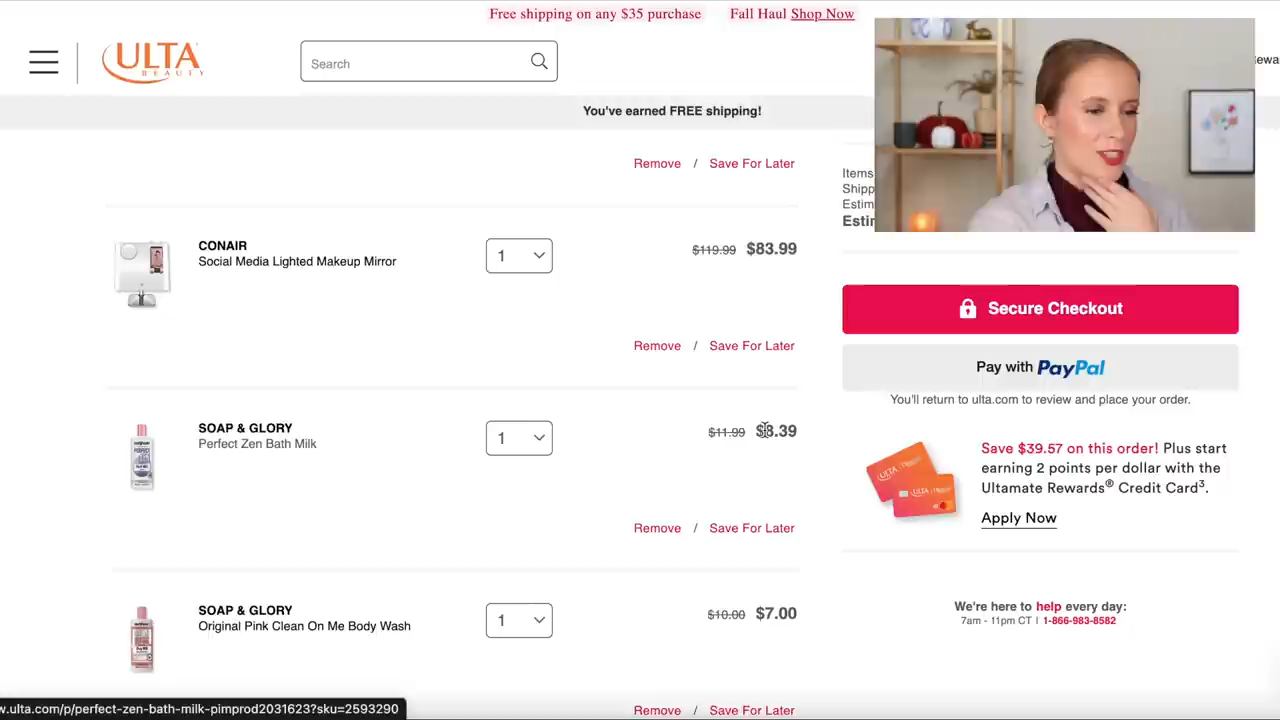 Free shipping on any $35 purchase Fall Haul Shop Now
ULTA
BEAUTY
Search
You've earned FREE shipping!
Remove / Save For Later
Items
Shipp
Estim
Estir
CONAIR
Social Media Lighted Makeup Mirror
1
$119.99 $83.99
Secure Checkout
Remove / Save For Later
Pay with PayPal
You'll return to ulta.com to review and place your order.
SOAP & GLORY
Perfect Zen Bath Milk
1
$11.99 $8.39
Save $39.57 on this order! Plus start
earning 2 points per dollar with the
Ultamate Rewards® Credit Card³.
Apply Now
Remove / Save For Later
SOAP & GLORY
Original Pink Clean On Me Body Wash
1
$10.00 $7.00
We're here to help every day:
7am - 11pm CT | 1-866-983-8582
Remove / Save For Later
w.ulta.com/p/perfect-zen-bath-milk-pimprod2031623?sku=2593290